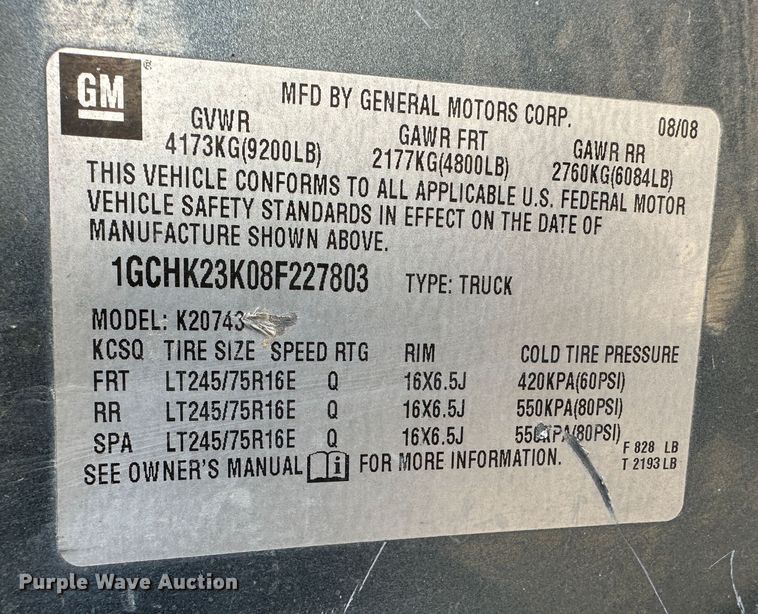 GM ®
MFD BY GENERAL MOTORS CORP. 08/08
GVWR GAWR FRT GAWR RR
4173KG(9200LB) 2177KG(4800LB) 2760KG(6084LB)
THIS VEHICLE CONFORMS TO ALL APPLICABLE U.S. FEDERAL MOTOR
VEHICLE SAFETY STANDARDS IN EFFECT ON THE DATE OF
MANUFACTURE SHOWN ABOVE.
1GCHK23K08F227803 TYPE: TRUCK
MODEL: K20743
KCSQ TIRE SIZE SPEED RTG RIM COLD TIRE PRESSURE
FRT LT245/75R16E Q 16X6.5J 420KPA(60PSI)
RR LT245/75R16E Q 16X6.5J 550KPA(80PSI)
SPA LT245/75R16E Q 16X6.5J 550KPA(80PSI)
SEE OWNER'S MANUAL i FOR MORE INFORMATION.
F 828 LB
T 2193 LB
Purple Wave Auction